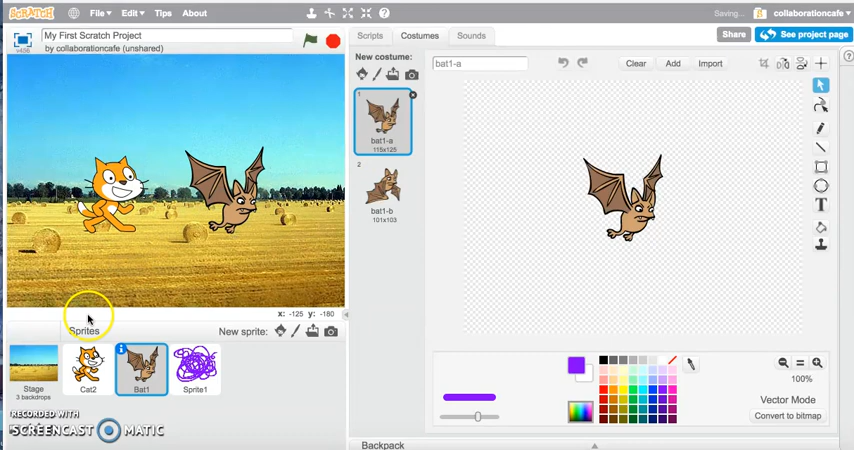 SCRATCH File Edit Tips About Saving... collaborationcafe
v456 My First Scratch Project
by collaborationcafe (unshared)
Scripts Costumes Sounds
Share See project page
New costume:
bat1-a
Clear Add Import
1
bat1-a
115x125
2
bat1-b
101x103
x: -125 y: -180
Sprites New sprite:
Stage
3 backdrops
Cat2
Bat1
Sprite1
100%
Vector Mode
Convert to bitmap
Backpack
RECORDED WITH
SCREENCAST MATIC